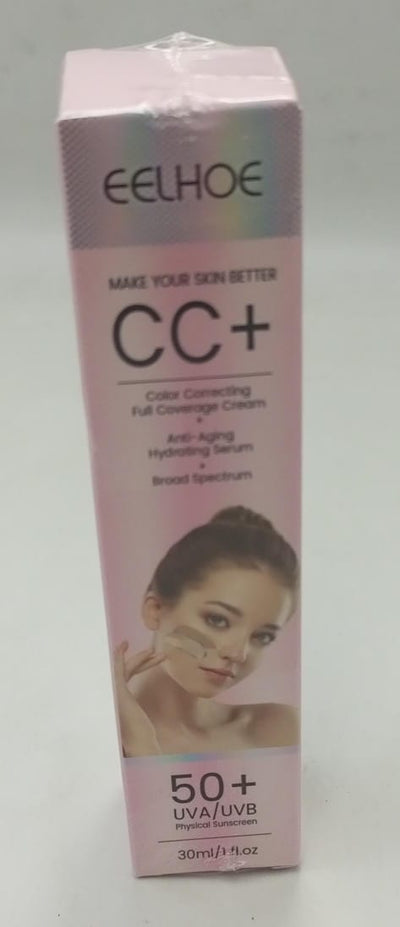 EELHOE
MAKE YOUR SKIN BETTER
CC+
Color Correcting
Full Coverage Cream
+
Anti-Aging
Hydrating Serum
+
Broad Spectrum
50+
UVA/UVB
Physical Sunscreen
30ml/1 fl.oz